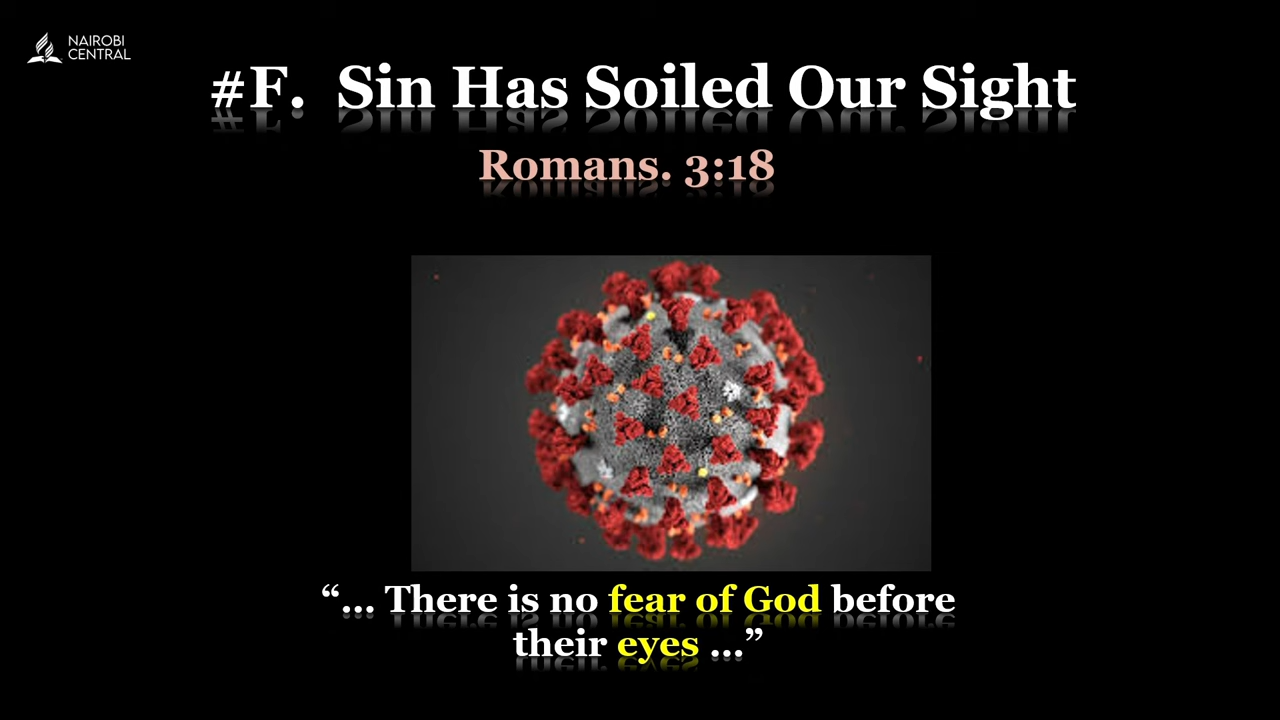 NAIROBI
CENTRAL
#F. Sin Has Soiled Our Sight
Romans. 3:18
“... There is no fear of God before
their eyes ...”